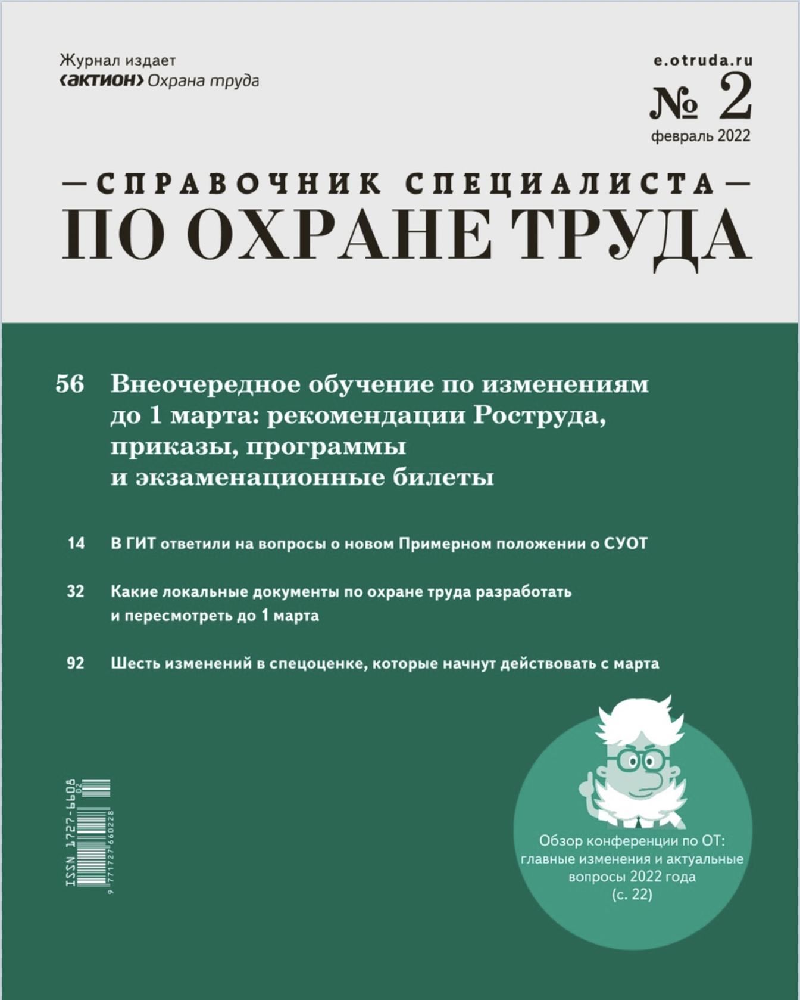 Журнал издает
‹актион› Охрана труда
e.otruda.ru
№ 2
февраль 2022
—СПРАВОЧНИК СПЕЦИАЛИСТА—
ПО ОХРАНЕ ТРУДА
56 Внеочередное обучение по изменениям
до 1 марта: рекомендации Роструда,
приказы, программы
и экзаменационные билеты
14 В ГИТ ответили на вопросы о новом Примерном положении о СУОТ
32 Какие локальные документы по охране труда разработать
и пересмотреть до 1 марта
92 Шесть изменений в спецоценке, которые начнут действовать с марта
Обзор конференции по ОТ:
главные изменения и актуальные
вопросы 2022 года
(с. 22)
ISSN 1727-6608
02
9 771727 660228